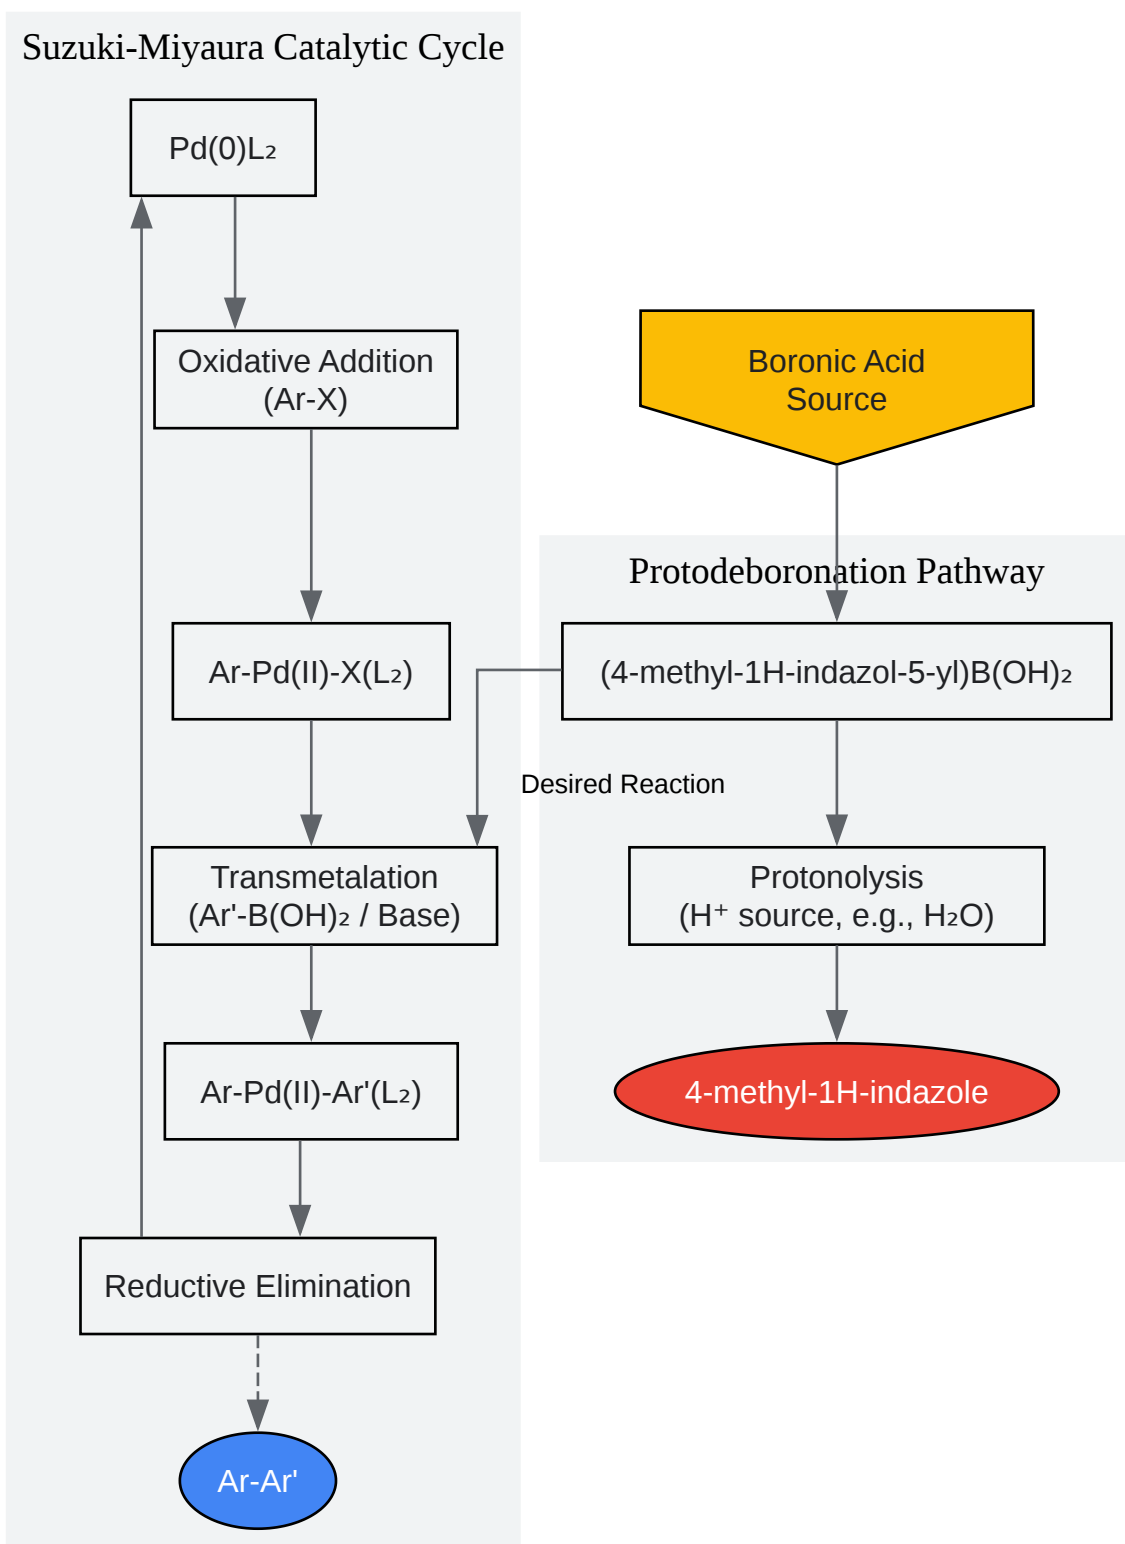 Suzuki-Miyaura Catalytic Cycle
Pd(0)L₂
Oxidative Addition
(Ar-X)
Boronic Acid
Source
Protodeboronation Pathway
Ar-Pd(II)-X(L₂)
(4-methyl-1H-indazol-5-yl)B(OH)₂
Desired Reaction
Transmetalation
(Ar'-B(OH)₂ / Base)
Protonolysis
(H⁺ source, e.g., H₂O)
Ar-Pd(II)-Ar'(L₂)
4-methyl-1H-indazole
Reductive Elimination
Ar-Ar'